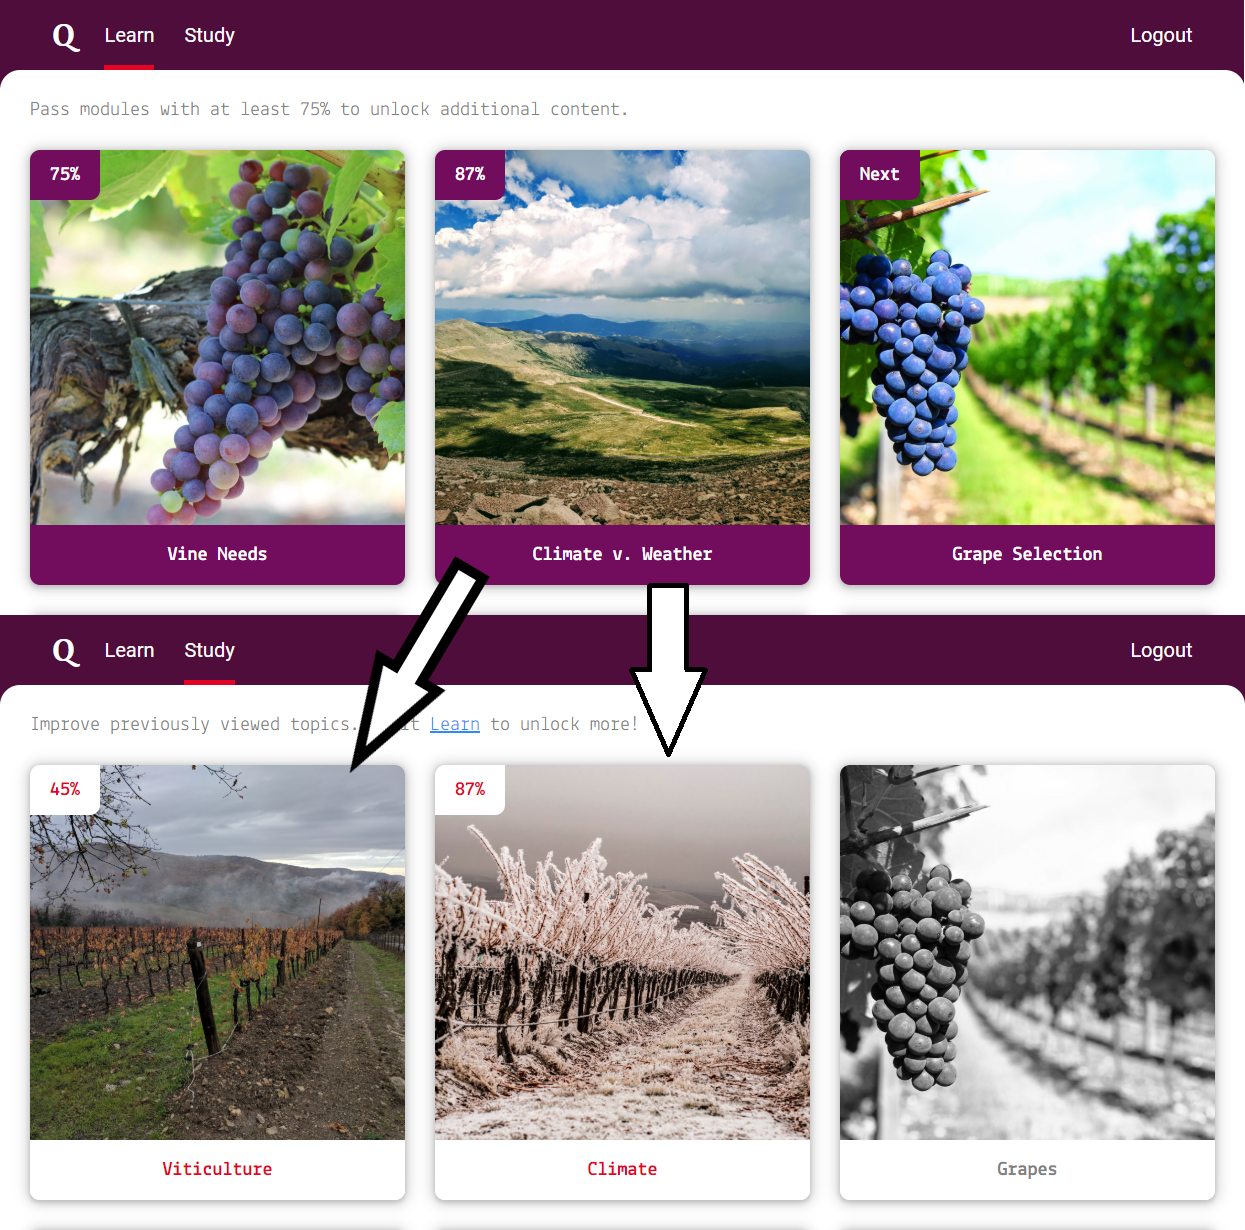 Q Learn Study Logout
Pass modules with at least 75% to unlock additional content.
75% 87% Next
Vine Needs Climate v. Weather Grape Selection
Q Learn Study Logout
Improve previously viewed topics. Learn to unlock more!
45% 87%
Viticulture Climate Grapes